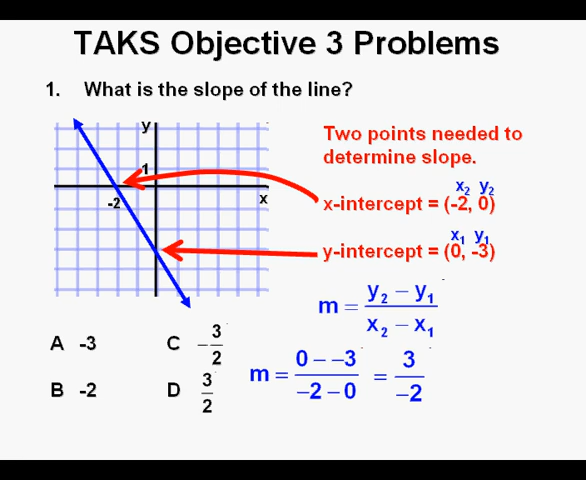 TAKS Objective 3 Problems
1. What is the slope of the line?
y
1
-2
x
Two points needed to
determine slope.
x₂ y₂
x-intercept = (-2, 0)
x₁ y₁
y-intercept = (0, -3)
m = (y₂ − y₁)/(x₂ − x₁)
A -3
C −3/2
B -2
D 3/2
m = (0 − -3)/(−2 − 0) = 3/−2